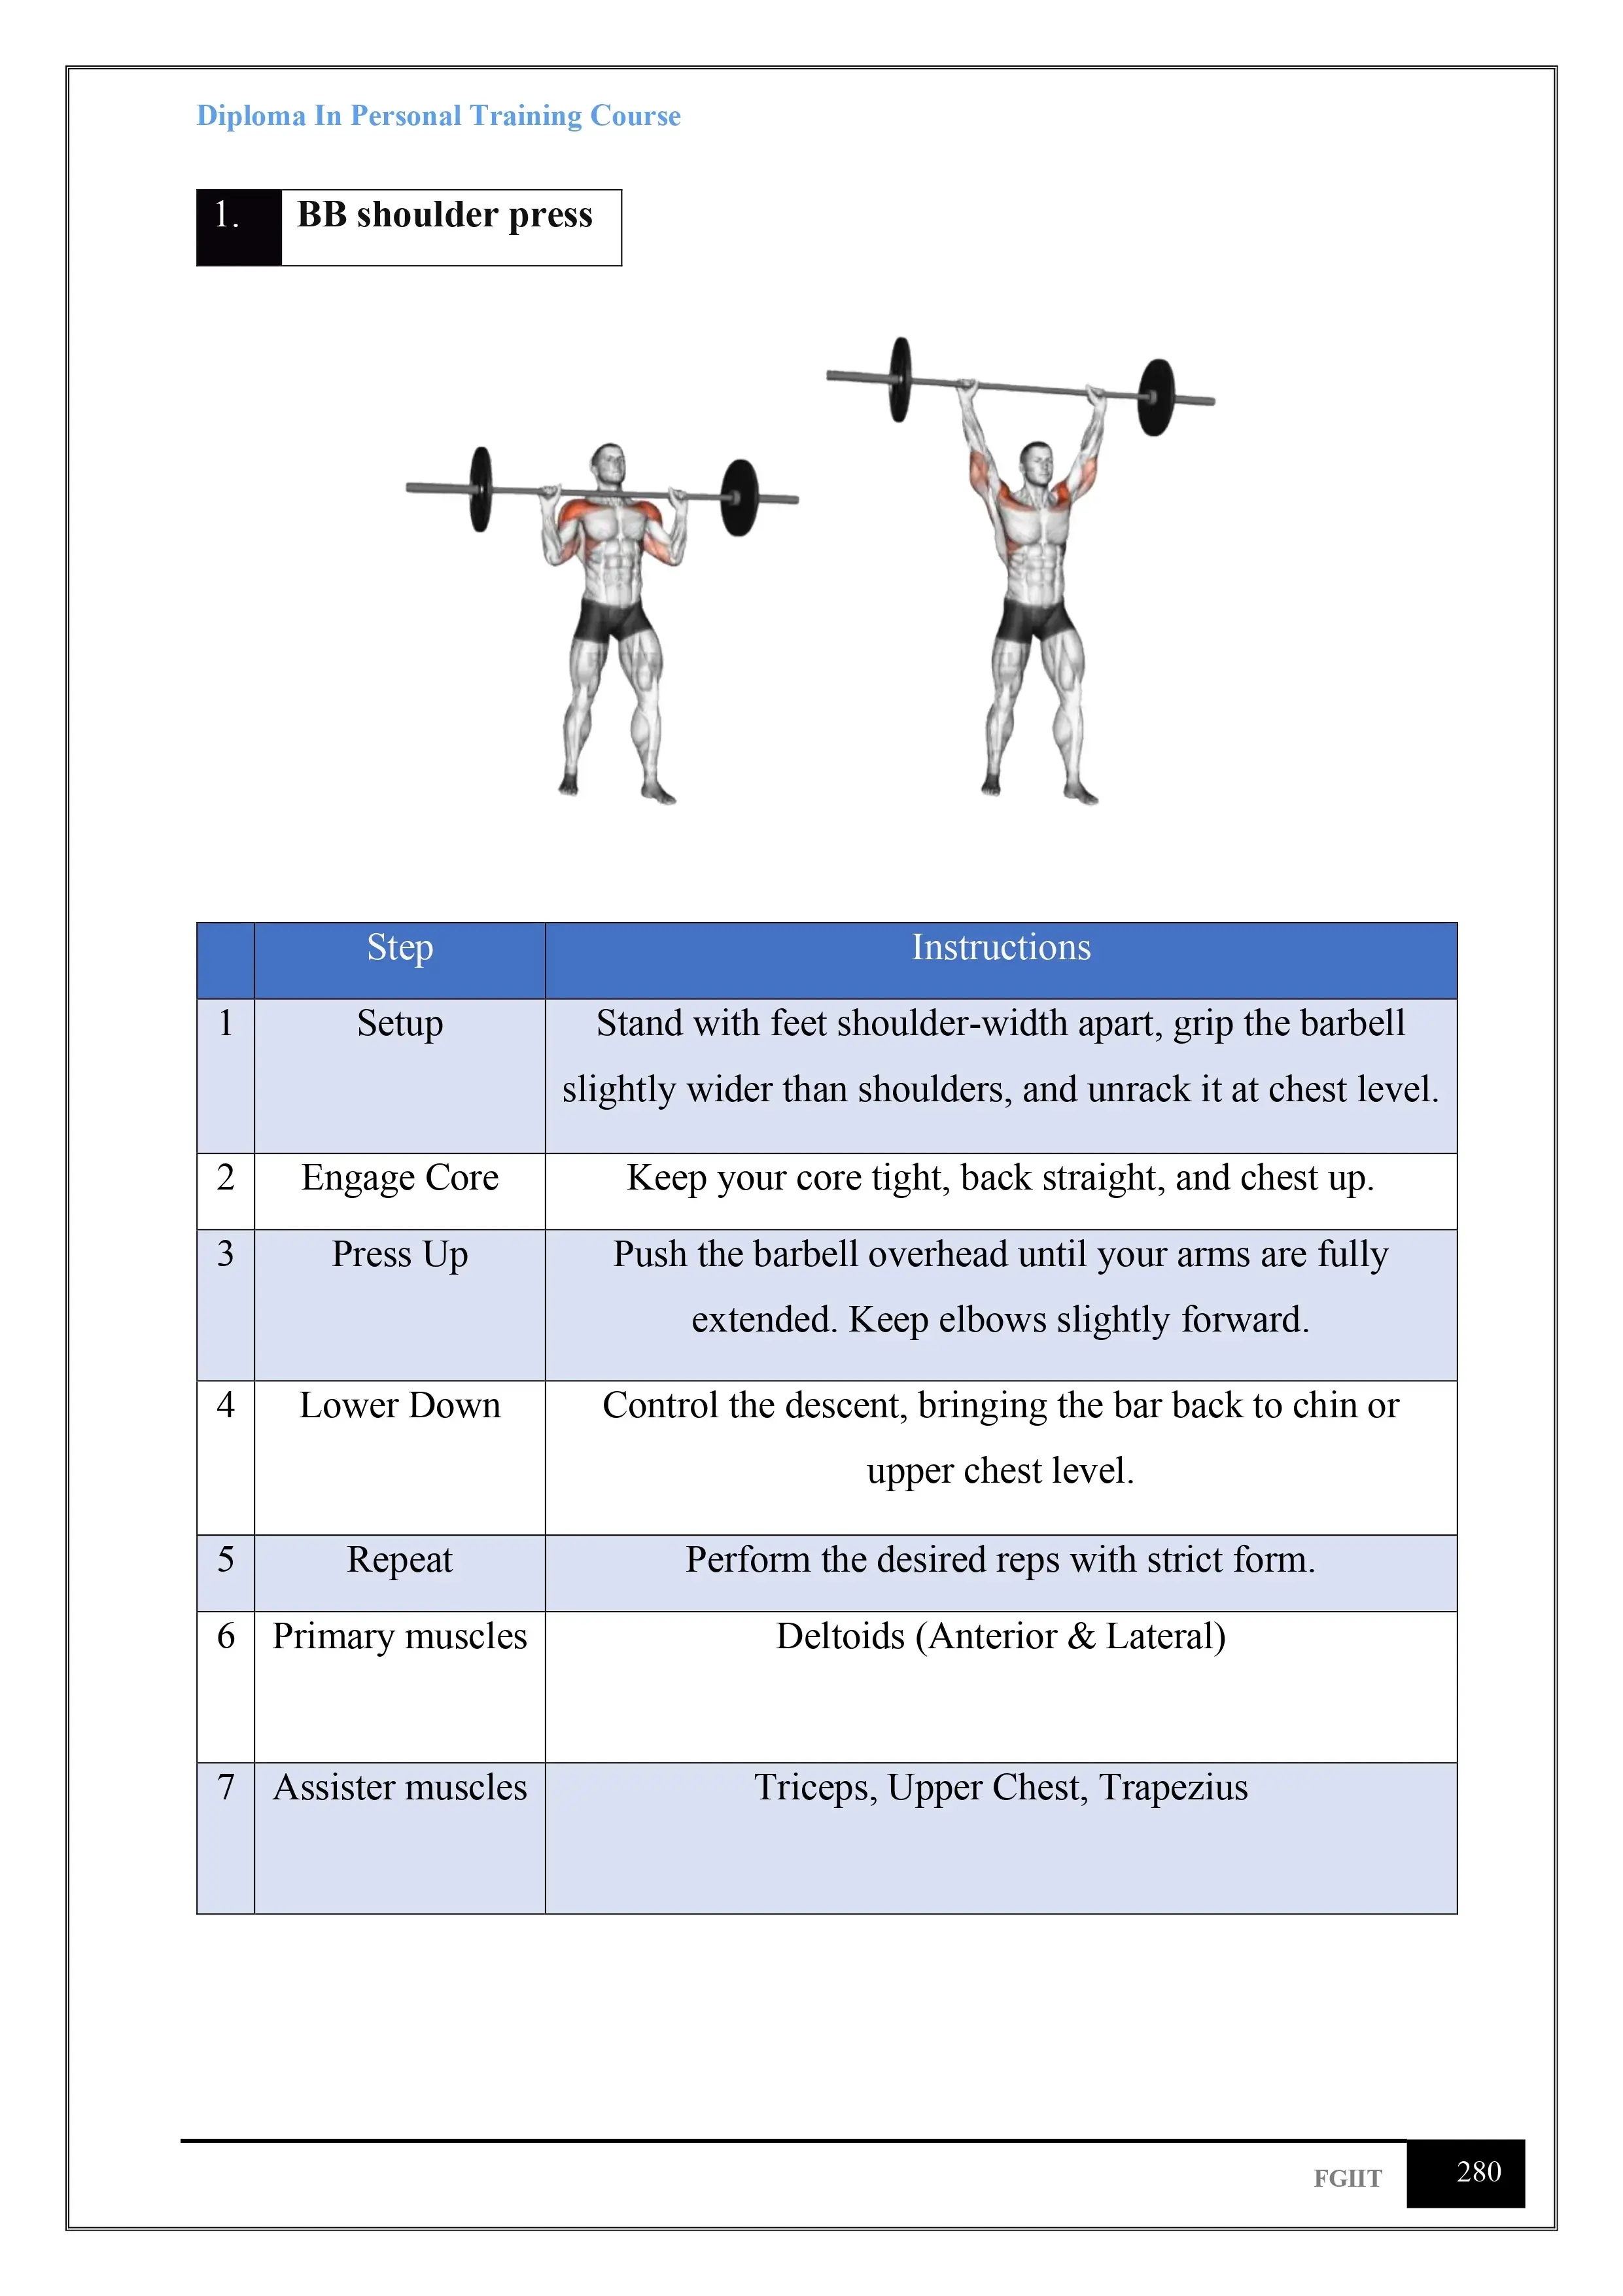 Diploma In Personal Training Course
1. BB shoulder press
Step Instructions
1 Setup Stand with feet shoulder-width apart, grip the barbell
slightly wider than shoulders, and unrack it at chest level.
2 Engage Core Keep your core tight, back straight, and chest up.
3 Press Up Push the barbell overhead until your arms are fully
extended. Keep elbows slightly forward.
4 Lower Down Control the descent, bringing the bar back to chin or
upper chest level.
5 Repeat Perform the desired reps with strict form.
6 Primary muscles Deltoids (Anterior & Lateral)
7 Assister muscles Triceps, Upper Chest, Trapezius
FGIIT 280